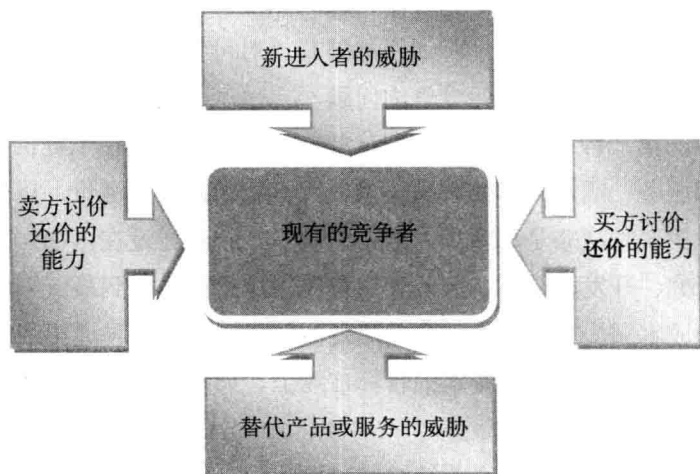 新进入者的威胁
卖方讨价
还价的
能力
现有的竞争者
买方讨价
还价的能力
替代产品或服务的威胁